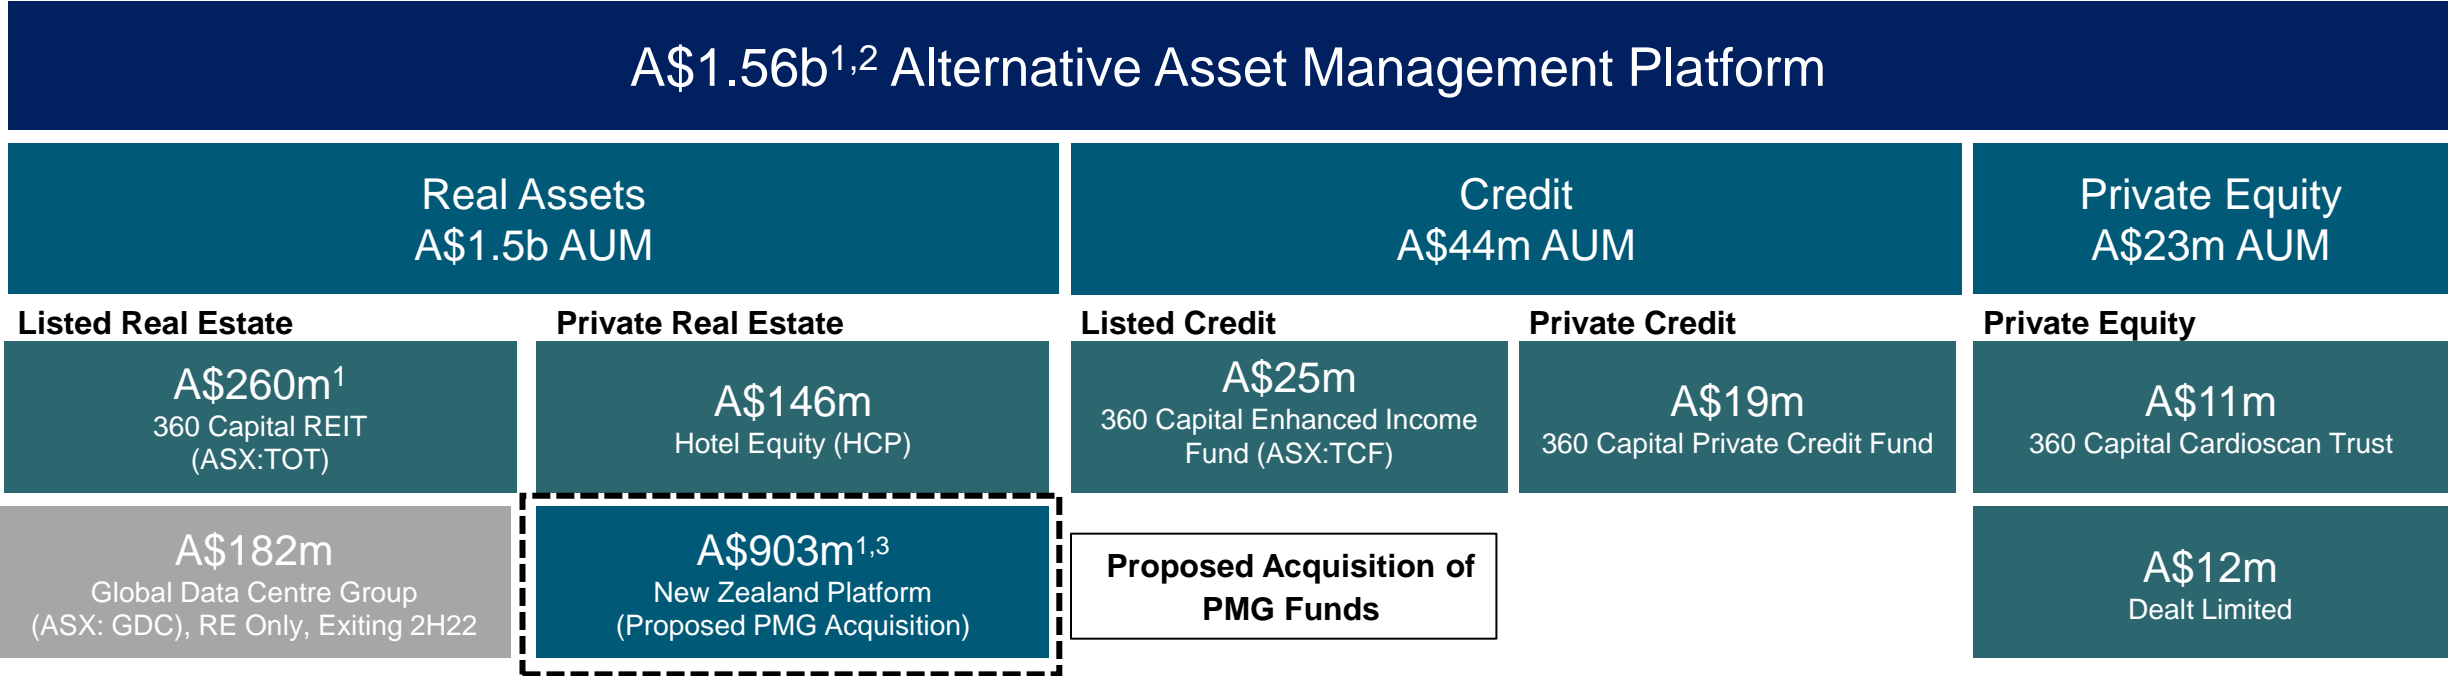 A$1.56b1,2 Alternative Asset Management Platform
Real Assets
A$1.5b AUM
Credit
A$44m AUM
Private Equity
A$23m AUM
Listed Real Estate
A$260m1
360 Capital REIT
(ASX:TOT)
A$182m
Global Data Centre Group
(ASX: GDC), RE Only, Exiting 2H22
Private Real Estate
A$146m
Hotel Equity (HCP)
A$903m1,3
New Zealand Platform
(Proposed PMG Acquisition)
Listed Credit
A$25m
360 Capital Enhanced Income
Fund (ASX:TCF)
Proposed Acquisition of
PMG Funds
Private Credit
A$19m
360 Capital Private Credit Fund
Private Equity
A$11m
360 Capital Cardioscan Trust
A$12m
Dealt Limited